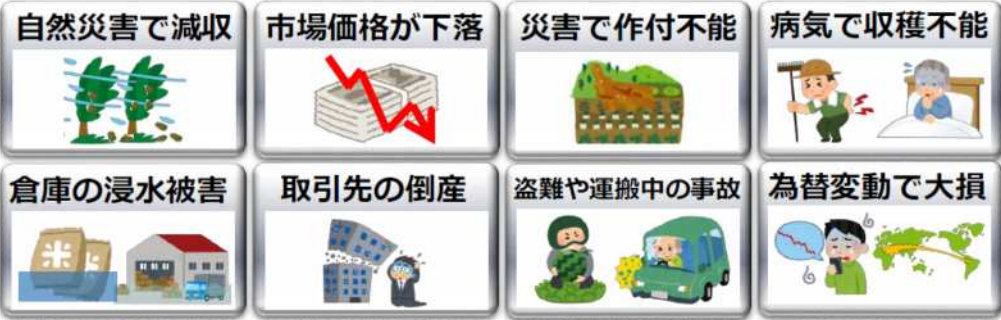 自然災害で減収
市場価格が下落
災害で作付不能
病気で収穫不能
倉庫の浸水被害
米
取引先の倒産
盗難や運搬中の事故
為替変動で大損